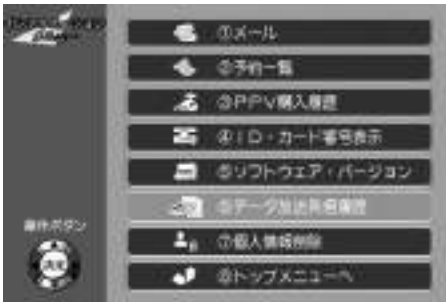 ①メール
②予約一覧
③PPV購入履歴
④ID・カード番号表示
⑤ソフトウェア・バージョン
⑥データ放送発信履歴
⑦個人情報削除
⑧トップメニューへ
操作ボタン
決定